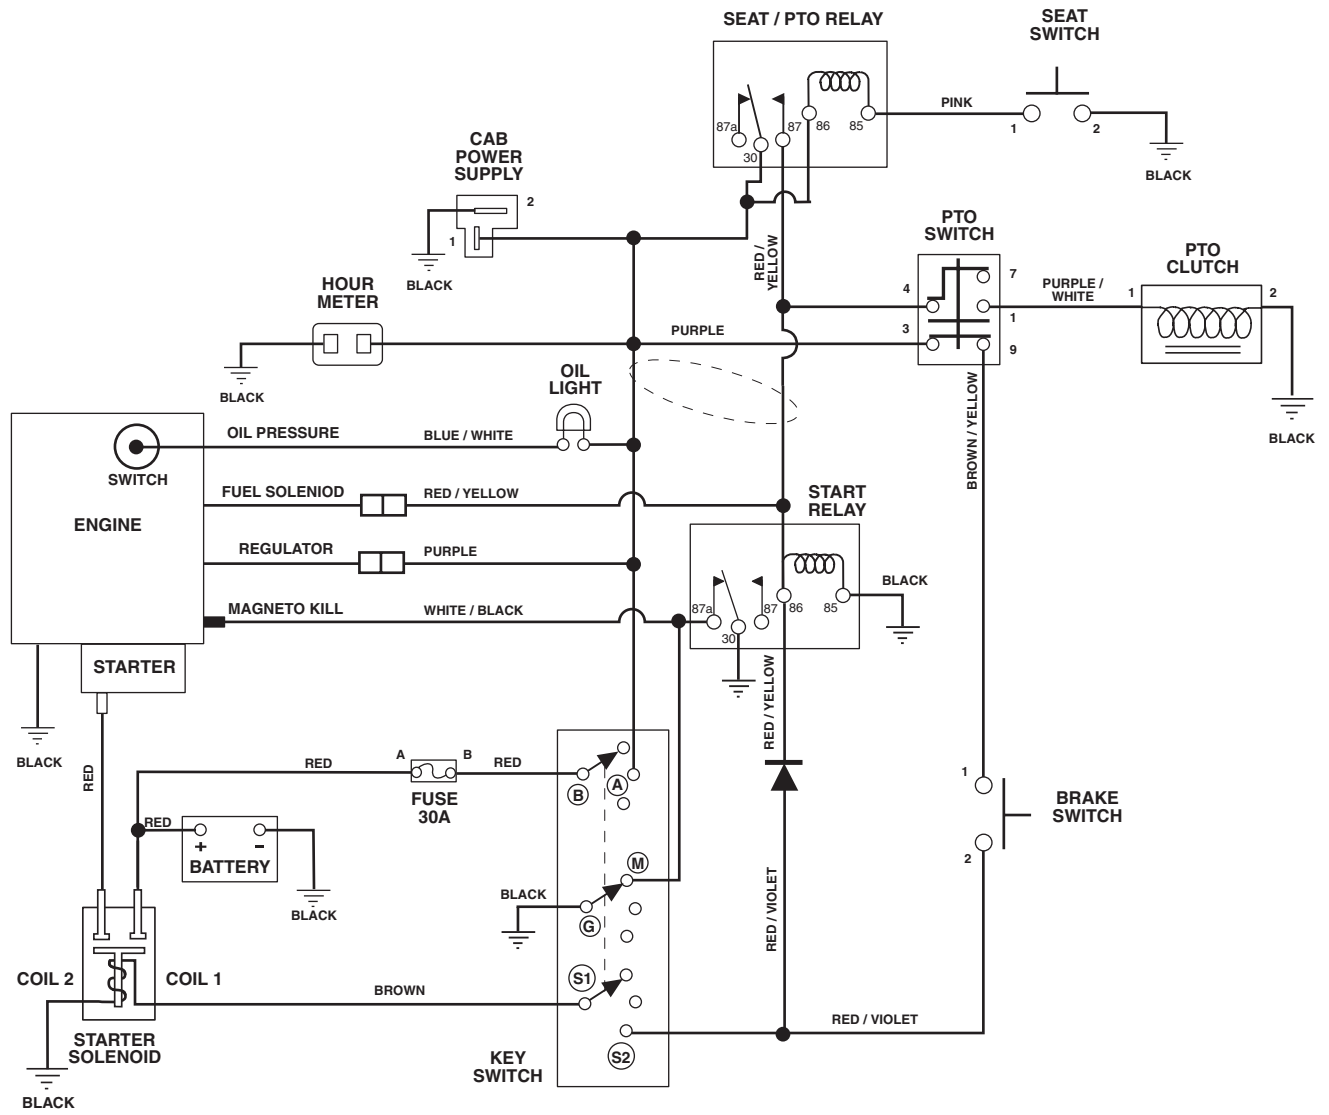 SEAT / PTO RELAY
SEAT
SWITCH
87a
30
87
86
85
PINK
1
2
BLACK
CAB
POWER
SUPPLY
2
1
BLACK
RED /
YELLOW
PTO
SWITCH
4
7
3
1
9
PURPLE /
WHITE
PTO
CLUTCH
1
2
BLACK
HOUR
METER
BLACK
PURPLE
OIL
LIGHT
OIL PRESSURE
BLUE / WHITE
SWITCH
FUEL SOLENIOD
RED / YELLOW
ENGINE
REGULATOR
PURPLE
MAGNETO KILL
WHITE / BLACK
START
RELAY
87a
30
87
86
85
BLACK
BROWN / YELLOW
STARTER
BLACK
RED
RED / YELLOW
RED
A
B
RED
FUSE
30A
B
A
RED
+
–
BATTERY
BLACK
M
BLACK
G
1
BRAKE
SWITCH
2
RED / VIOLET
COIL 2
COIL 1
S1
BROWN
RED / VIOLET
STARTER
SOLENOID
KEY
SWITCH
S2
BLACK